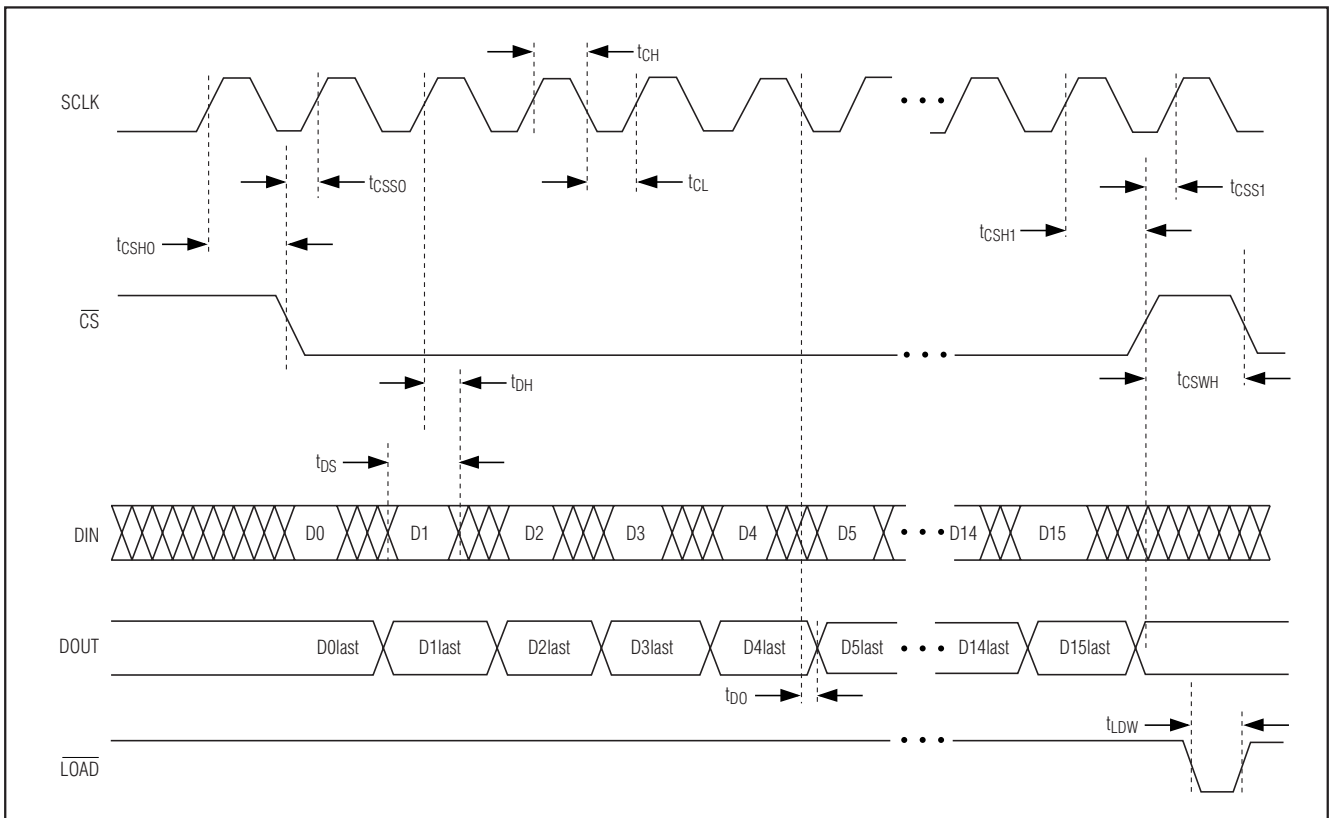 tCH
SCLK
tCSS0
tCL
tCSS1
tCSH0
tCSH1
CS
tDH
tCSWH
tDS
DIN D0 D1 D2 D3 D4 D5 • • • D14 D15
DOUT D0last D1last D2last D3last D4last D5last • • • D14last D15last
tDO
tLDW
LOAD